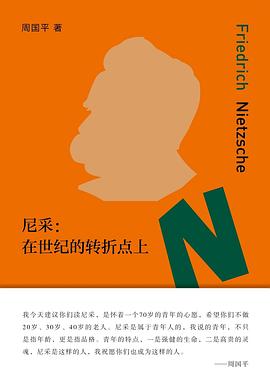 周国平 著
Friedrich Nietzsche
尼采：
在世纪的转折点上
N
我今天建议你们读尼采，是怀着一个70岁的青年的心愿，希望你们不做
20岁、30岁、40岁的老人。尼采是属于青年人的，我说的青年，不只
是指年龄，更是指品格。青年的特点，一是强健的生命，二是高贵的灵
魂，尼采是这样的人，我祝愿你们也成为这样的人。
——周国平